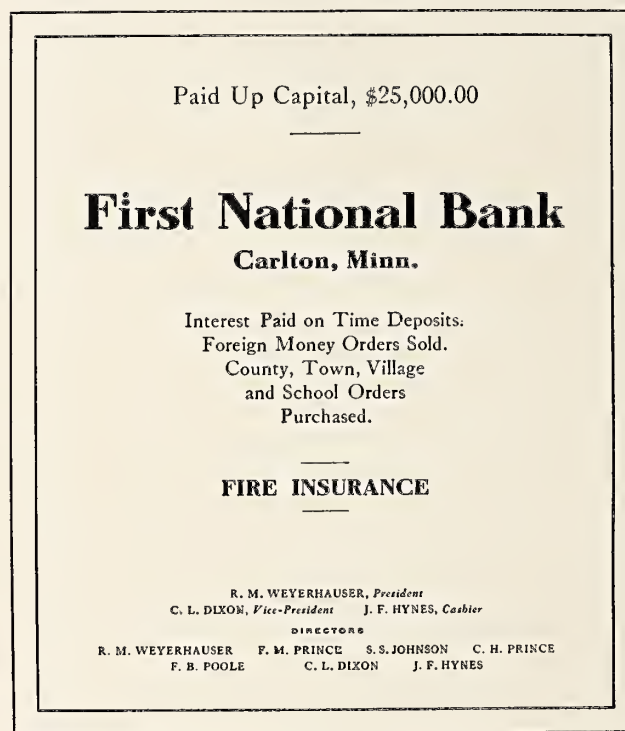 Paid Up Capital, $25,000.00
First National Bank
Carlton, Minn.
Interest Paid on Time Deposits.
Foreign Money Orders Sold.
County, Town, Village
and School Orders
Purchased.
FIRE INSURANCE
R. M. WEYERHAUSER, President
C. L. DIXON, Vice-President J. F. HYNES, Cashier
DIRECTORS
R. M. WEYERHAUSER F. M. PRINCE S. S. JOHNSON C. H. PRINCE
F. B. POOLE C. L. DIXON J. F. HYNES